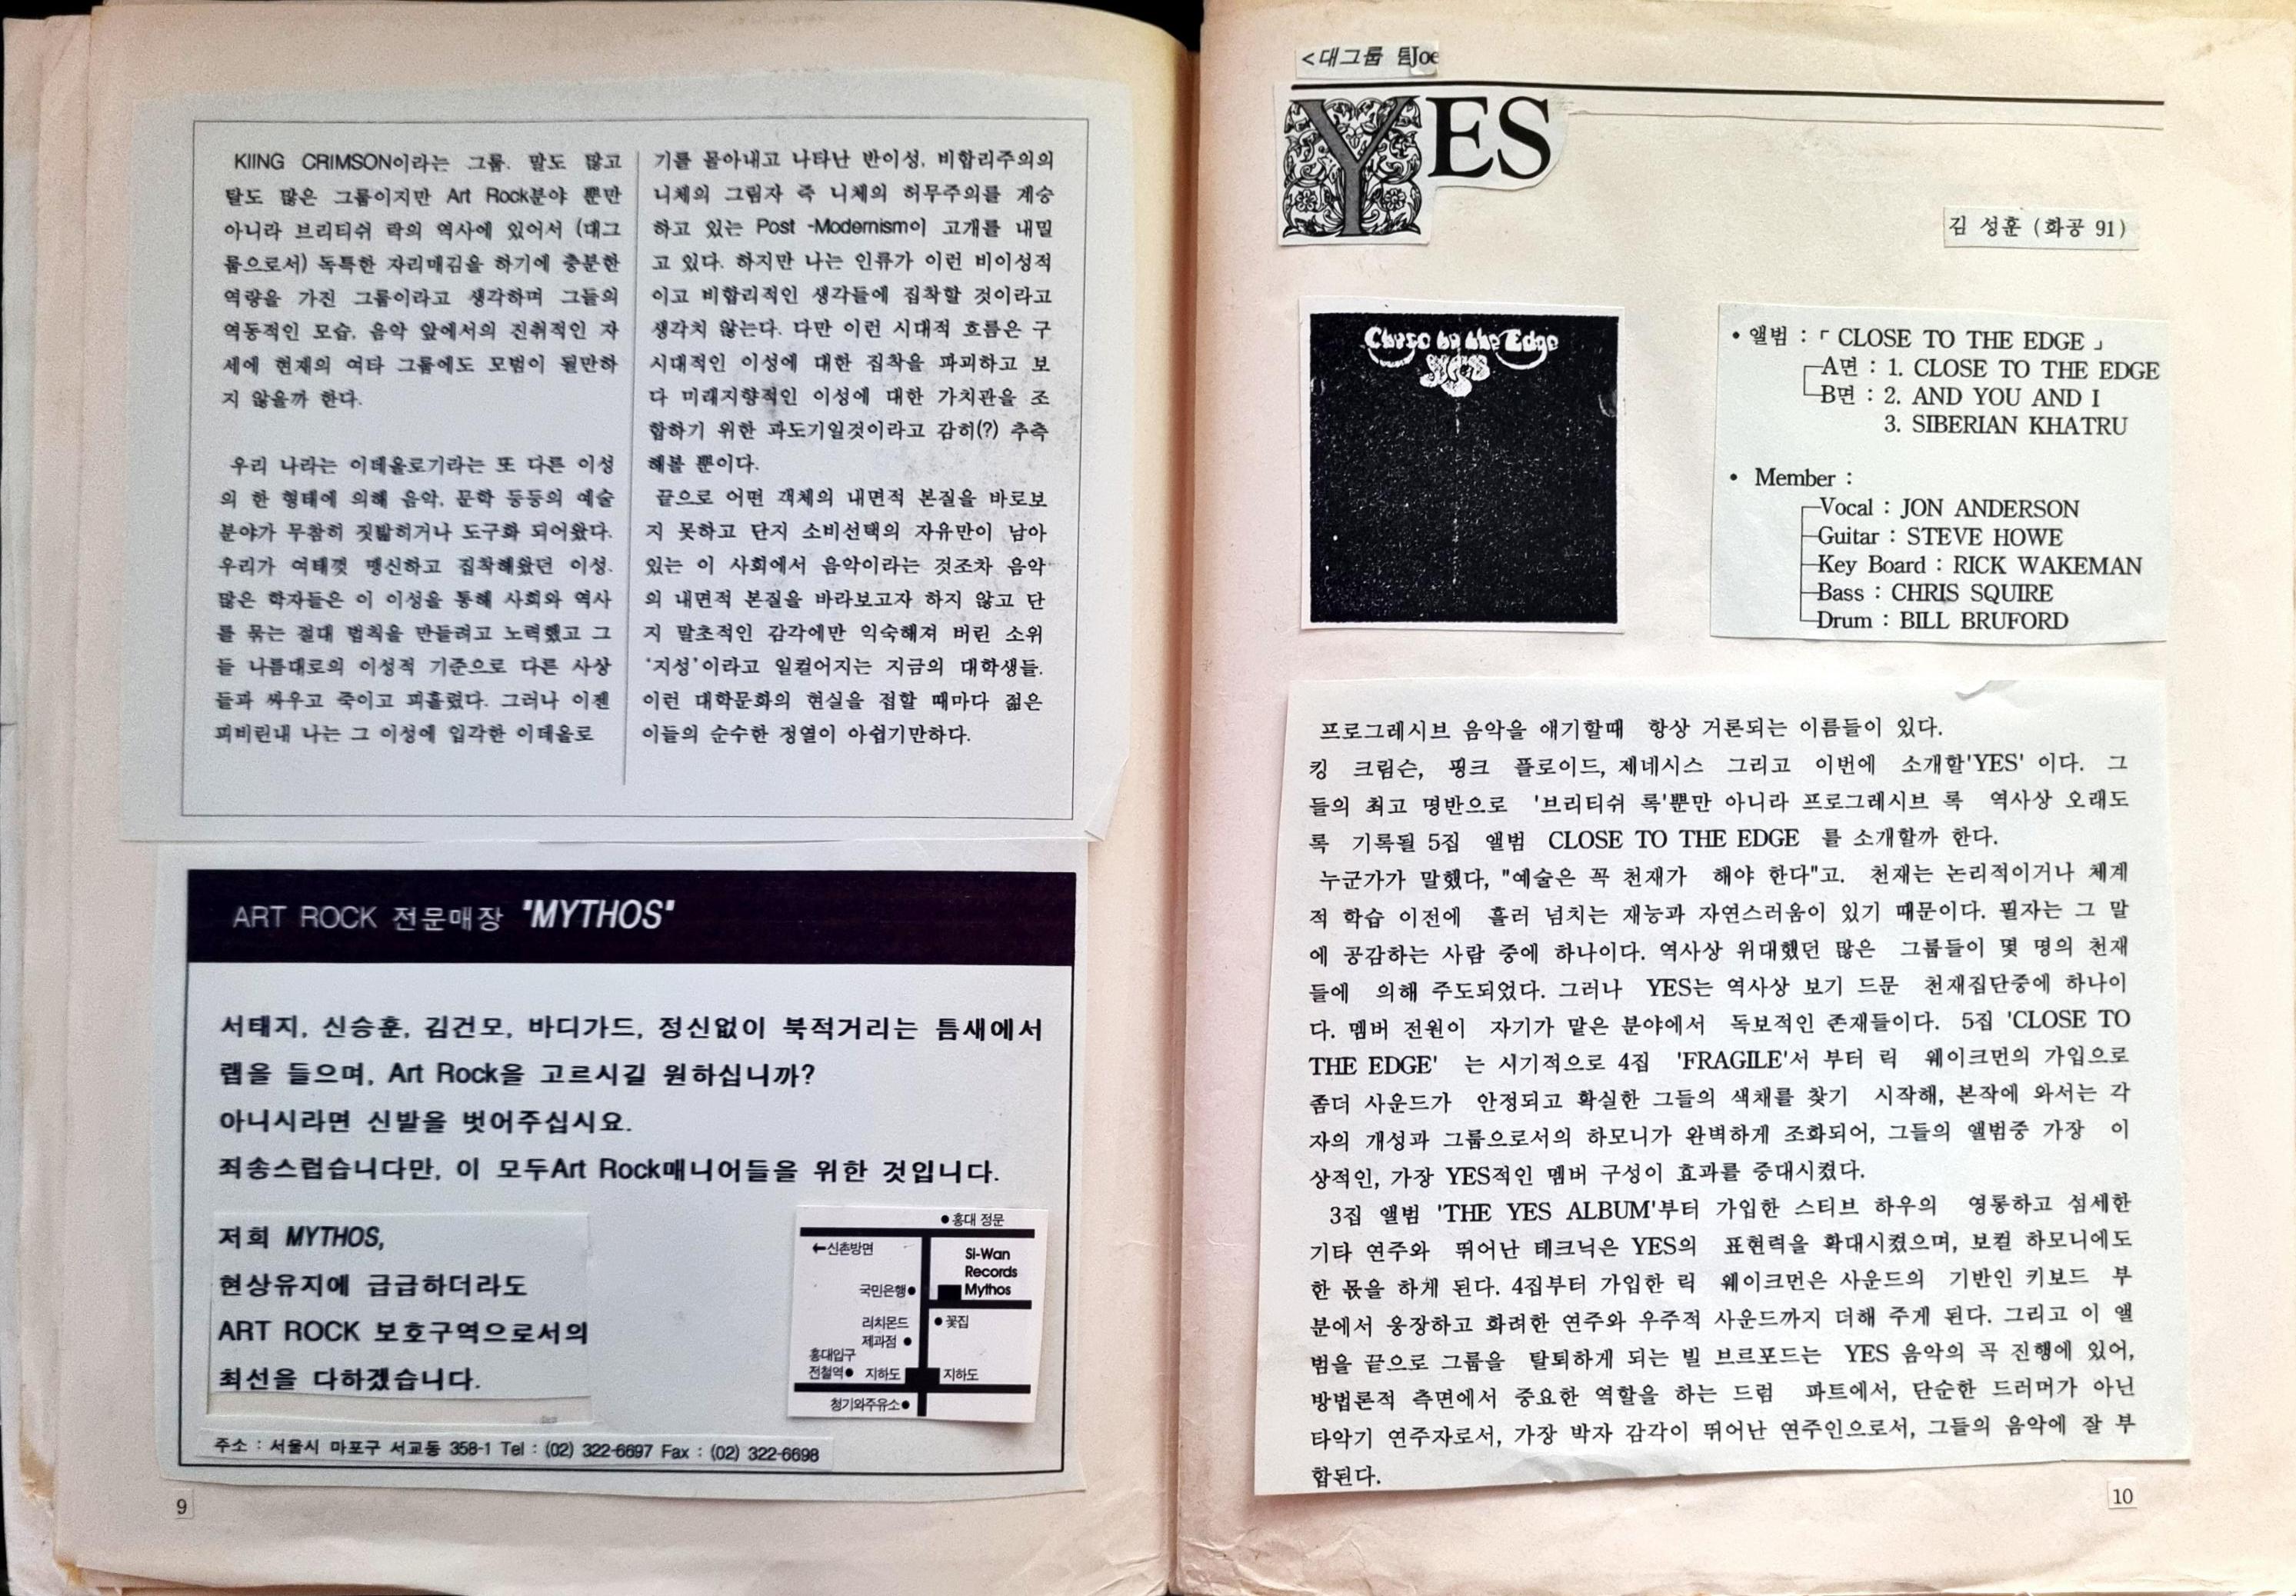 KIING CRIMSON이라는 그룹. 말도 많고
탈도 많은 그룹이지만 Art Rock분야 뿐만
아니라 브리티쉬 락의 역사에 있어서 (대그
룹으로서) 독특한 자리매김을 하기에 충분한
역량을 가진 그룹이라고 생각하며 그들의
역동적인 모습, 음악 앞에서의 진취적인 자
세에 현재의 여타 그룹에도 모범이 될만하
지 않을까 한다.
우리 나라는 이데올로기라는 또 다른 이성
의 한 형태에 의해 음악, 문학 등등의 예술
분야가 무참히 짓밟히거나 도구화 되어왔다.
우리가 여태껏 맹신하고 집착해왔던 이성.
많은 학자들은 이 이성을 통해 사회와 역사
를 묶는 절대 법칙을 만들려고 노력했고 그
들 나름대로의 이성적 기준으로 다른 사상
들과 싸우고 죽이고 피흘렸다. 그러나 이젠
피비린내 나는 그 이성에 입각한 이데올로
기를 몰아내고 나타난 반이성, 비합리주의의
니체의 그림자 즉 니체의 허무주의를 계승
하고 있는 Post -Modernism이 고개를 내밀
고 있다. 하지만 나는 인류가 이런 비이성적
이고 비합리적인 생각들에 집착할 것이라고
생각치 않는다. 다만 이런 시대적 흐름은 구
시대적인 이성에 대한 집착을 파괴하고 보
다 미래지향적인 이성에 대한 가치관을 조
합하기 위한 과도기일것이라고 감히(?) 추측
해볼 뿐이다.
끝으로 어떤 객체의 내면적 본질을 바로보
지 못하고 단지 소비선택의 자유만이 남아
있는 이 사회에서 음악이라는 것조차 음악
의 내면적 본질을 바라보고자 하지 않고 단
지 말초적인 감각에만 익숙해져 버린 소위
'지성'이라고 일컬어지는 지금의 대학생들.
이런 대학문화의 현실을 접할 때마다 젊은
이들의 순수한 정열이 아쉽기만하다.
ART ROCK 전문매장 "MYTHOS"
서태지, 신승훈, 김건모, 바디가드, 정신없이 북적거리는 틈새에서
랩을 들으며, Art Rock을 고르시길 원하십니까?
아니시라면 신발을 벗어주십시요.
죄송스럽습니다만, 이 모두Art Rock매니어들을 위한 것입니다.
저희 MYTHOS,
현상유지에 급급하더라도
ART ROCK 보호구역으로서의
최선을 다하겠습니다.
●홍대 정문
←신촌방면
Si-Wan
Records
Mythos
국민은행●
리치몬드
제과점 ●
●꽃집
홍대입구
전철역● 지하도
지하도
청기와주유소●
주소 : 서울시 마포구 서교동 358-1 Tel : (02) 322-6697 Fax : (02) 322-6698
9
<대그룹 팀Joe
YES
김 성훈 (화공 91)
Close to the Edge
YES
• 앨범 : 「 CLOSE TO THE EDGE 」
A면 : 1. CLOSE TO THE EDGE
B면 : 2. AND YOU AND I
3. SIBERIAN KHATRU
• Member :
Vocal : JON ANDERSON
Guitar : STEVE HOWE
Key Board : RICK WAKEMAN
Bass : CHRIS SQUIRE
Drum : BILL BRUFORD
프로그레시브 음악을 얘기할때 항상 거론되는 이름들이 있다.
킹 크림슨, 핑크 플로이드, 제네시스 그리고 이번에 소개할'YES' 이다. 그
들의 최고 명반으로 '브리티쉬 록'뿐만 아니라 프로그레시브 록 역사상 오래도
록 기록될 5집 앨범 CLOSE TO THE EDGE 를 소개할까 한다.
누군가가 말했다, "예술은 꼭 천재가 해야 한다"고. 천재는 논리적이거나 체계
적 학습 이전에 흘러 넘치는 재능과 자연스러움이 있기 때문이다. 필자는 그 말
에 공감하는 사람 중에 하나이다. 역사상 위대했던 많은 그룹들이 몇 명의 천재
들에 의해 주도되었다. 그러나 YES는 역사상 보기 드문 천재집단중에 하나이
다. 멤버 전원이 자기가 맡은 분야에서 독보적인 존재들이다. 5집 'CLOSE TO
THE EDGE' 는 시기적으로 4집 'FRAGILE'서 부터 릭 웨이크먼의 가입으로
좀더 사운드가 안정되고 확실한 그들의 색채를 찾기 시작해, 본작에 와서는 각
자의 개성과 그룹으로서의 하모니가 완벽하게 조화되어, 그들의 앨범중 가장 이
상적인, 가장 YES적인 멤버 구성이 효과를 증대시켰다.
3집 앨범 'THE YES ALBUM'부터 가입한 스티브 하우의 영롱하고 섬세한
기타 연주와 뛰어난 테크닉은 YES의 표현력을 확대시켰으며, 보컬 하모니에도
한 몫을 하게 된다. 4집부터 가입한 릭 웨이크먼은 사운드의 기반인 키보드 부
분에서 웅장하고 화려한 연주와 우주적 사운드까지 더해 주게 된다. 그리고 이 앨
범을 끝으로 그룹을 탈퇴하게 되는 빌 브르포드는 YES 음악의 곡 진행에 있어,
방법론적 측면에서 중요한 역할을 하는 드럼 파트에서, 단순한 드러머가 아닌
타악기 연주자로서, 가장 박자 감각이 뛰어난 연주인으로서, 그들의 음악에 잘 부
합된다.
10